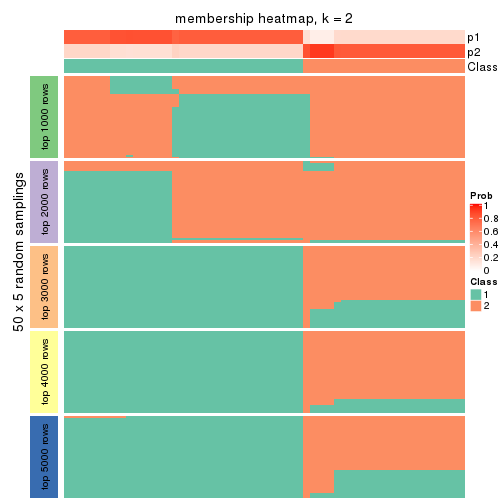 membership heatmap, k = 2
p1
p2
Class
50 x 5 random samplings
top 1000 rows
top 2000 rows
top 3000 rows
top 4000 rows
top 5000 rows
Prob
1
0.8
0.6
0.4
0.2
0
Class
1
2